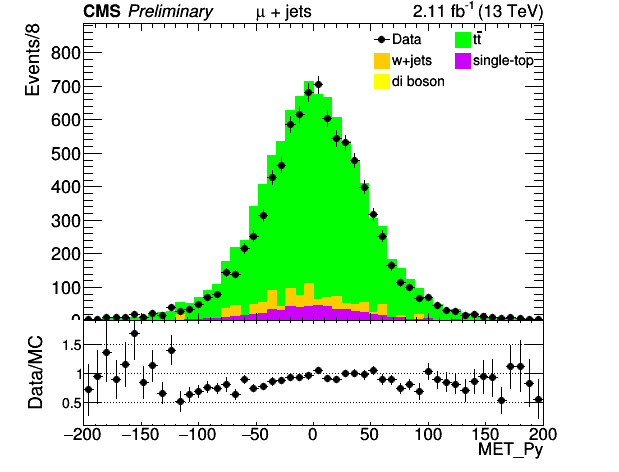 CMS Preliminary μ + jets 2.11 fb⁻¹ (13 TeV)
Events/8
Data tt̄
w+jets single-top
di boson
800
700
600
500
400
300
200
100
0
Data/MC
1.5
1
0.5
−200 −150 −100 −50 0 50 100 150 200
MET_Py